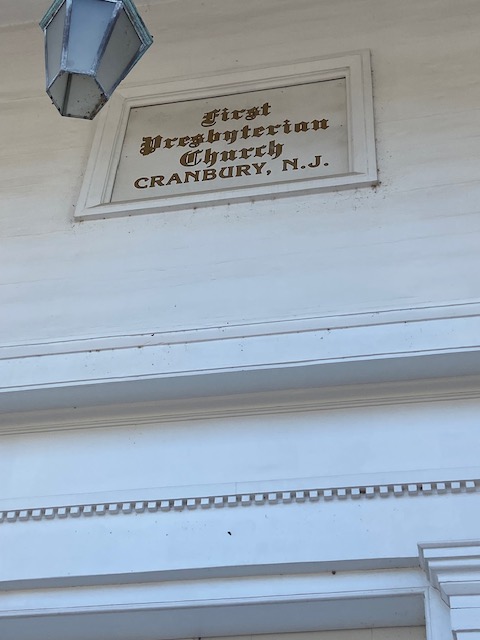 First
Presbyterian
Church
CRANBURY, N.J.